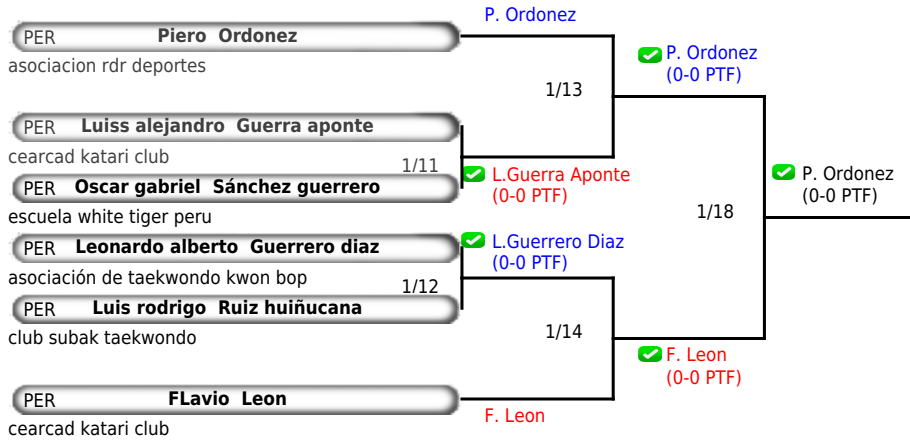 P. Ordonez
PER Piero Ordonez
asociacion rdr deportes
P. Ordonez
(0-0 PTF)
1/13
PER Luiss alejandro Guerra aponte
cearcad katari club
1/11
L.Guerra Aponte
(0-0 PTF)
PER Oscar gabriel Sánchez guerrero
escuela white tiger peru
P. Ordonez
(0-0 PTF)
1/18
PER Leonardo alberto Guerrero diaz
asociación de taekwondo kwon bop
L.Guerrero Diaz
(0-0 PTF)
1/12
PER Luis rodrigo Ruiz huiñucana
club subak taekwondo
1/14
F. Leon
(0-0 PTF)
PER FLavio Leon
cearcad katari club
F. Leon